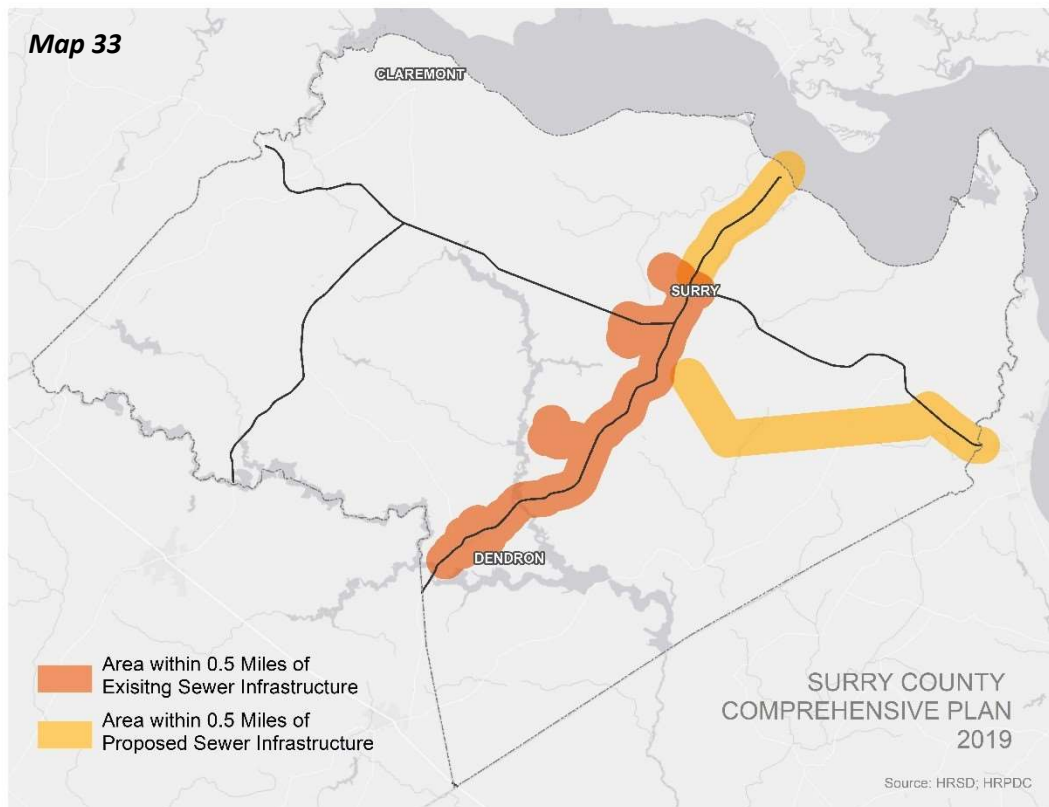 Map 33
CLAREMONT
SURRY
DENDRON
Area within 0.5 Miles of
Exisitng Sewer Infrastructure
Area within 0.5 Miles of
Proposed Sewer Infrastructure
SURRY COUNTY
COMPREHENSIVE PLAN
2019
Source: HRSD; HRPDC